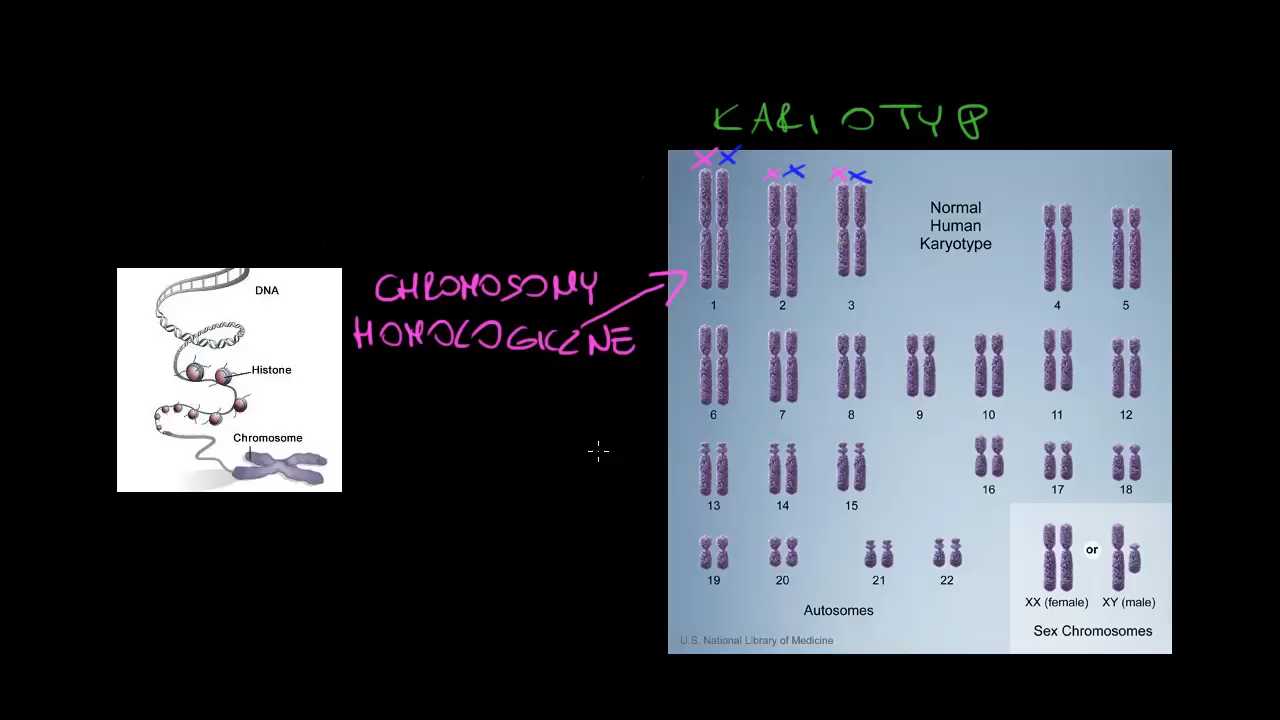 KARIOTYP
Normal
Human
Karyotype
DNA
Histone
Chromosome
CHROMOSOMY
HOMOLOGICZNE
1 2 3 4 5
6 7 8 9 10 11 12
13 14 15 16 17 18
19 20 21 22
Autosomes
or
XX (female) XY (male)
Sex Chromosomes
U.S. National Library of Medicine